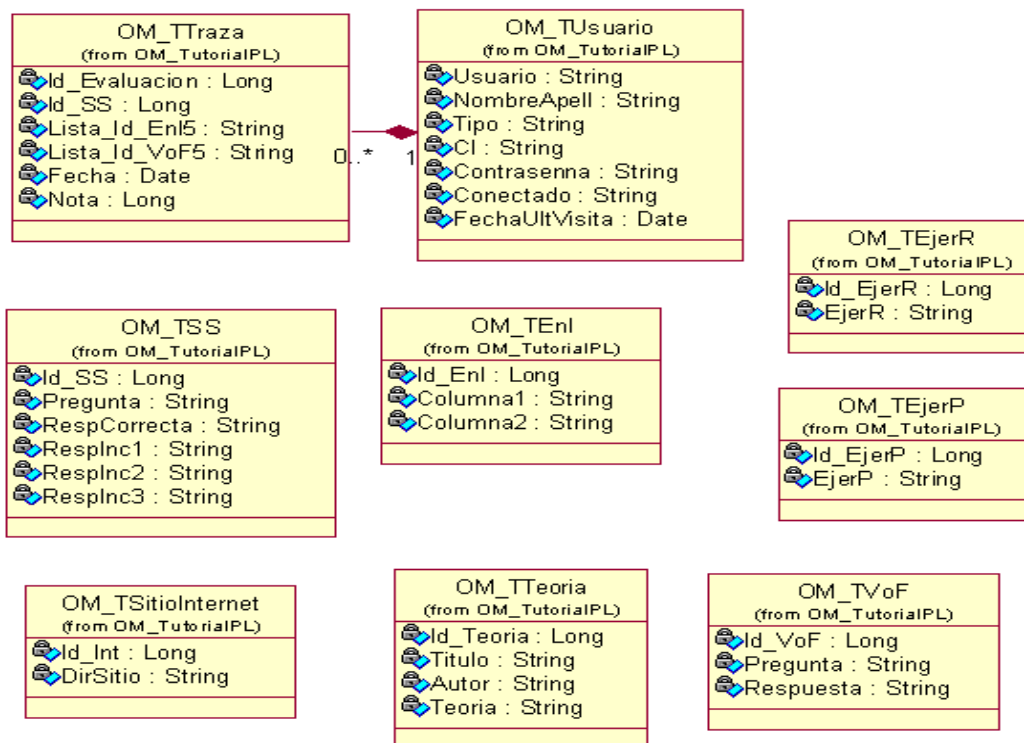 OM_TTraza
(from OM_TutorialPL)
Id_Evaluacion : Long
Id_SS : Long
Lista_Id_Enl5 : String
Lista_Id_VoF5 : String
Fecha : Date
Nota : Long
0..*
1
OM_TUsuario
(from OM_TutorialPL)
Usuario : String
NombreApell : String
Tipo : String
CI : String
Contrasenna : String
Conectado : String
FechaUltVisita : Date
OM_TEjerR
(from OM_TutorialPL)
Id_EjerR : Long
EjerR : String
OM_TSS
(from OM_TutorialPL)
Id_SS : Long
Pregunta : String
RespCorrecta : String
RespInc1 : String
RespInc2 : String
RespInc3 : String
OM_TEnl
(from OM_TutorialPL)
Id_Enl : Long
Columna1 : String
Columna2 : String
OM_TEjerP
(from OM_TutorialPL)
Id_EjerP : Long
EjerP : String
OM_TSitioInternet
(from OM_TutorialPL)
Id_Int : Long
DirSitio : String
OM_TTeoria
(from OM_TutorialPL)
Id_Teoria : Long
Titulo : String
Autor : String
Teoria : String
OM_TVoF
(from OM_TutorialPL)
Id_VoF : Long
Pregunta : String
Respuesta : String